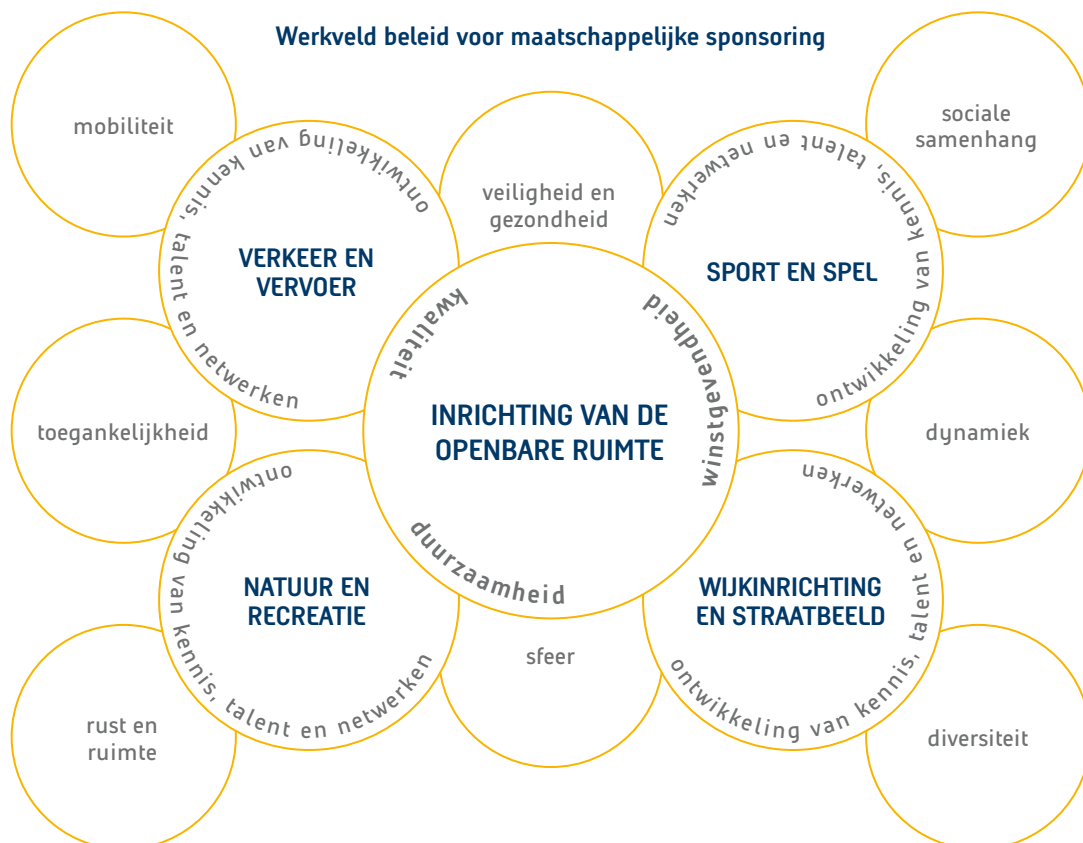 Werkveld beleid voor maatschappelijke sponsoring
mobiliteit
sociale
samenhang
veiligheid en
gezondheid
ontwikkeling van kennis, talent en netwerken
VERKEER EN
VERVOER
ontwikkeling van kennis, talent en netwerken
SPORT EN SPEL
kwaliteit
winstgevendheid
duurzaamheid
INRICHTING VAN DE
OPENBARE RUIMTE
toegankelijkheid
dynamiek
ontwikkeling van kennis, talent en netwerken
NATUUR EN
RECREATIE
ontwikkeling van kennis, talent en netwerken
WIJKINRICHTING
EN STRAATBEELD
sfeer
rust en
ruimte
diversiteit